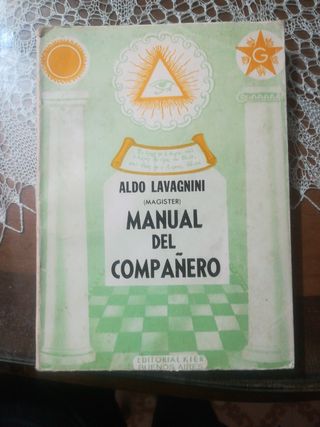 G
ALDO LAVAGNINI
(MAGISTER)
MANUAL
DEL
COMPAÑERO
EDITORIAL KIER
BUENOS AIRES